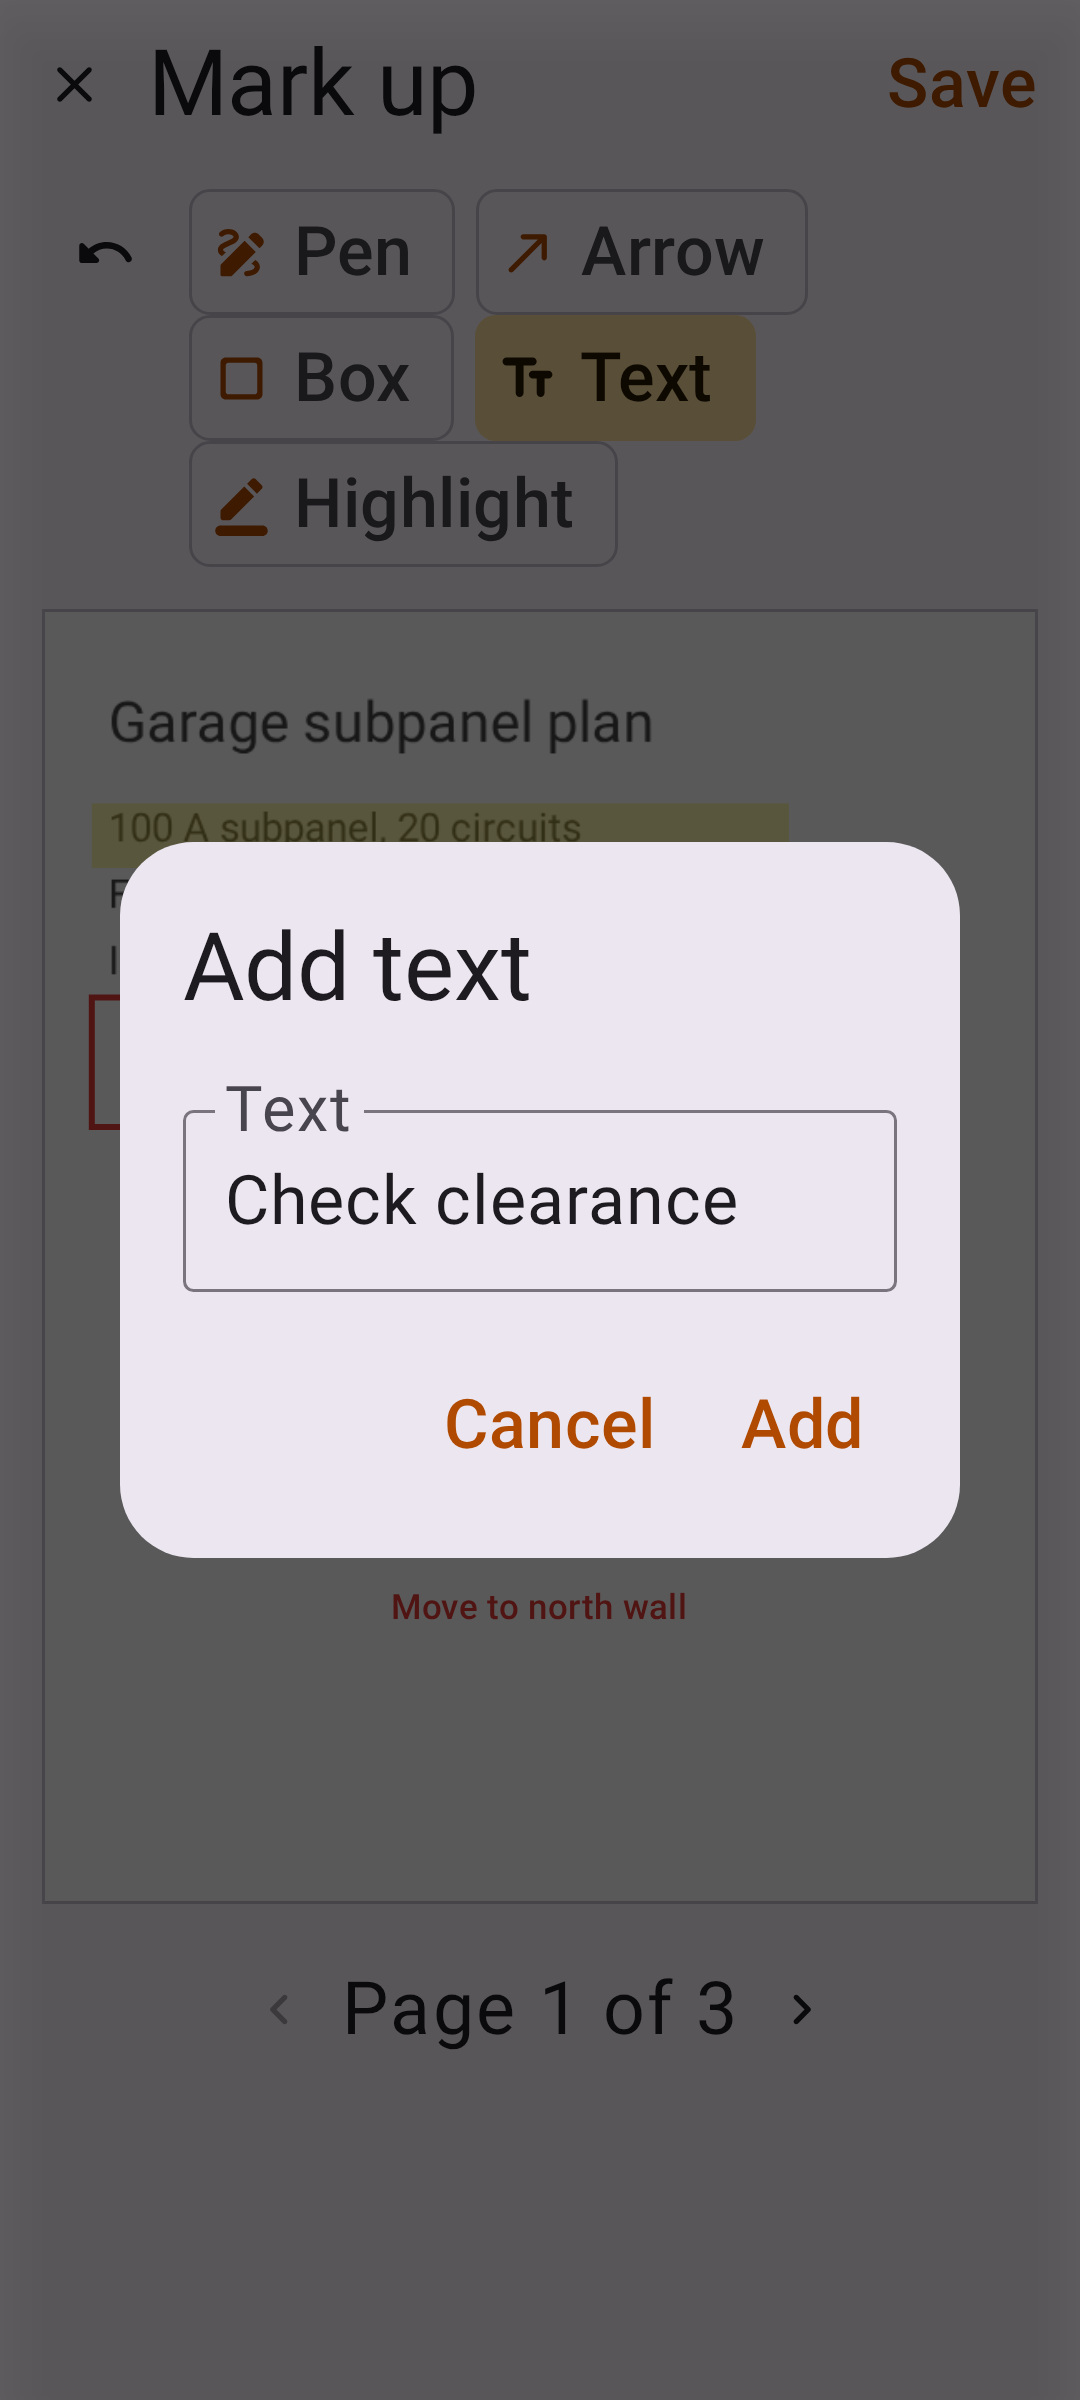 Mark up
Save
Pen
Arrow
Box
Text
Highlight
Garage subpanel plan
100 A subpanel, 20 circuits
Add text
Text
Check clearance
Cancel
Add
Move to north wall
Page 1 of 3